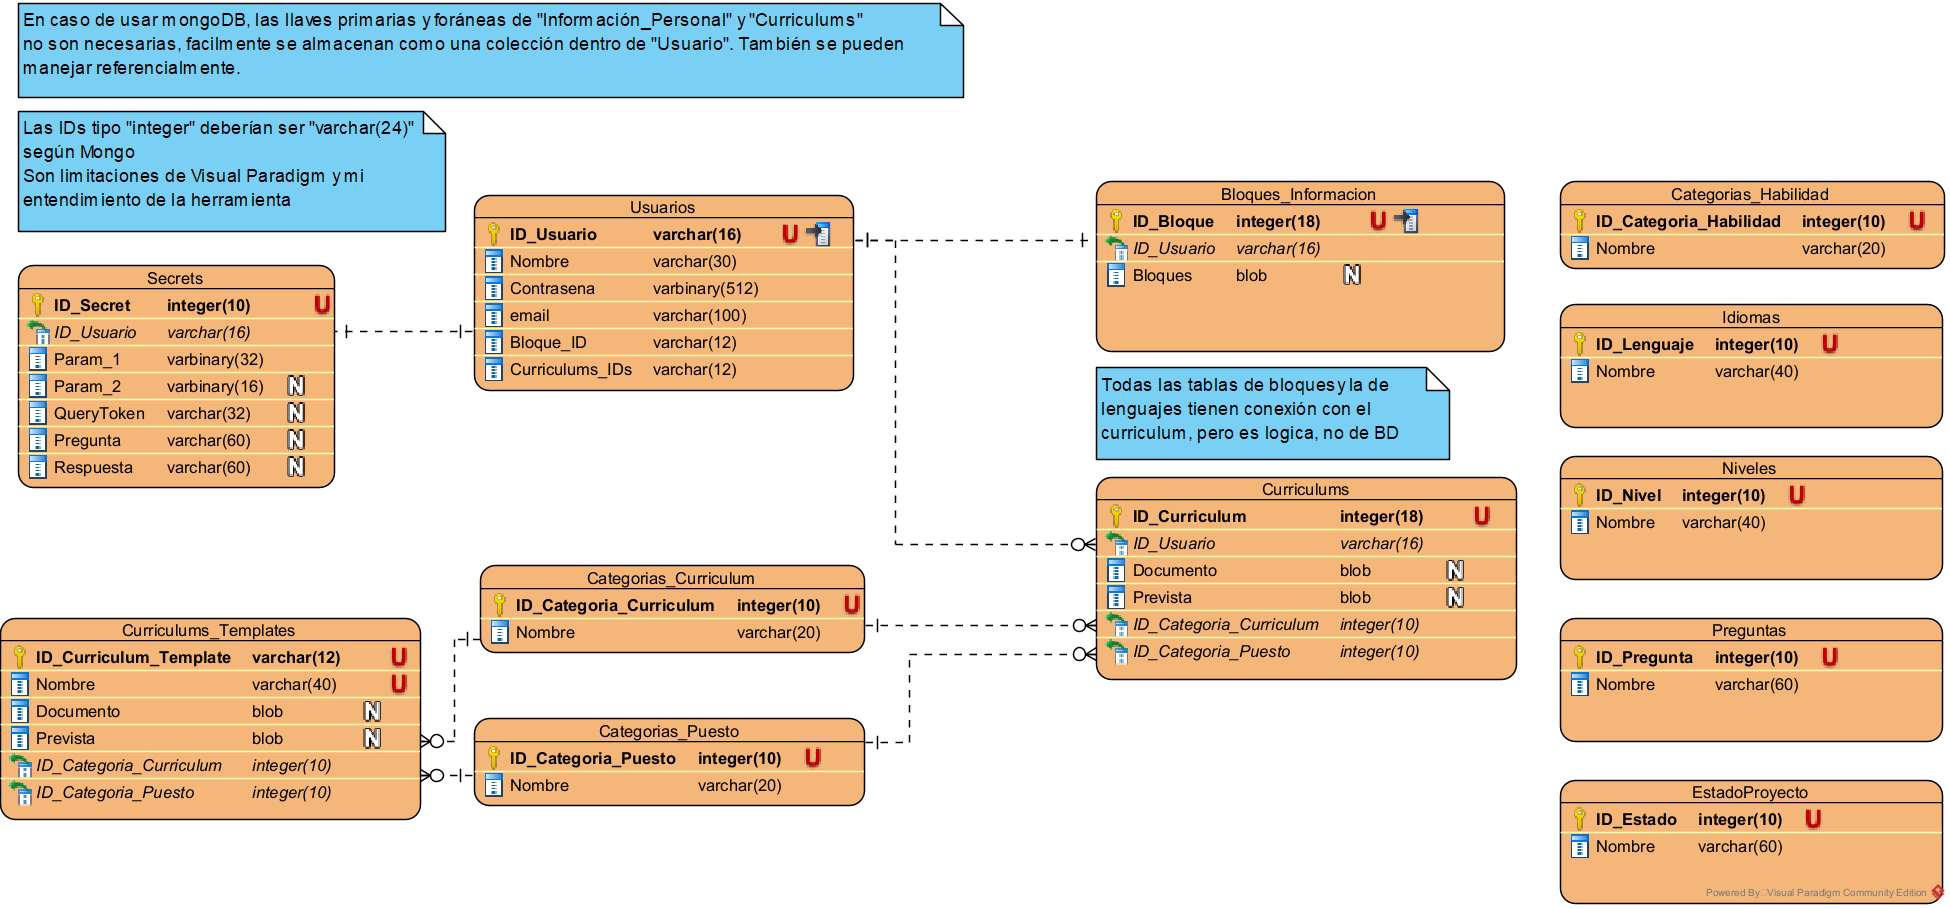 En caso de usar mongoDB, las llaves primarias y foráneas de "Información_Personal" y "Curriculums"
no son necesarias, facilmente se almacenan como una colección dentro de "Usuario". También se pueden
manejar referencialmente.
Las IDs tipo "integer" deberían ser "varchar(24)"
según Mongo
Son limitaciones de Visual Paradigm y mi
entendimiento de la herramienta
Secrets
ID_Secret integer(10) U
ID_Usuario varchar(16)
Param_1 varbinary(32)
Param_2 varbinary(16) N
QueryToken varchar(32) N
Pregunta varchar(60) N
Respuesta varchar(60) N
Usuarios
ID_Usuario varchar(16) U
Nombre varchar(30)
Contrasena varbinary(512)
email varchar(100)
Bloque_ID varchar(12)
Curriculums_IDs varchar(12)
Bloques_Informacion
ID_Bloque integer(18) U
ID_Usuario varchar(16)
Bloques blob N
Todas las tablas de bloques y la de
lenguajes tienen conexión con el
curriculum, pero es logica, no de BD
Curriculums
ID_Curriculum integer(18) U
ID_Usuario varchar(16)
Documento blob N
Prevista blob N
ID_Categoria_Curriculum integer(10)
ID_Categoria_Puesto integer(10)
Categorias_Curriculum
ID_Categoria_Curriculum integer(10) U
Nombre varchar(20)
Curriculums_Templates
ID_Curriculum_Template varchar(12) U
Nombre varchar(40) U
Documento blob N
Prevista blob N
ID_Categoria_Curriculum integer(10)
ID_Categoria_Puesto integer(10)
Categorias_Puesto
ID_Categoria_Puesto integer(10) U
Nombre varchar(20)
Categorias_Habilidad
ID_Categoria_Habilidad integer(10) U
Nombre varchar(20)
Idiomas
ID_Lenguaje integer(10) U
Nombre varchar(40)
Niveles
ID_Nivel integer(10) U
Nombre varchar(40)
Preguntas
ID_Pregunta integer(10) U
Nombre varchar(60)
EstadoProyecto
ID_Estado integer(10) U
Nombre varchar(60)
Powered By Visual Paradigm Community Edition